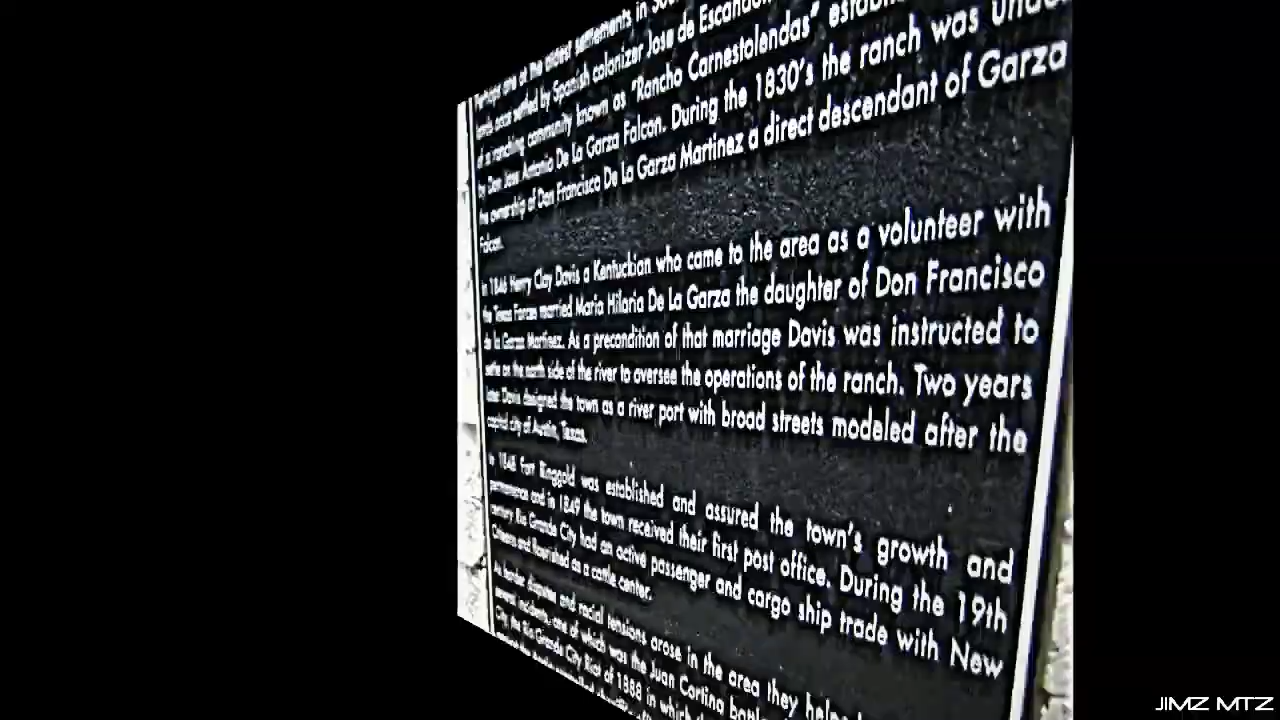 Perhaps one of the oldest settlements in
settled by Spanish colonizer Jose de Escandon
of a ranching community known as "Rancho Carnestolendas"
by Don Jose Antonio De La Garza Falcon. During the 1830's the ranch was
the ownership of Don Francisco De La Garza Martinez a direct descendant of Garza
Falcon.
In 1846 Henry Clay Davis a Kentuckian who came to the area as a volunteer with
the Texas Forces married Maria Hilaria De La Garza the daughter of Don Francisco
de la Garza Martinez. As a precondition of that marriage Davis was instructed to
settle on the north side of the river to oversee the operations of the ranch. Two years
later Davis designed the town as a river port with broad streets modeled after the
capital city of Austin, Texas.
In 1848 Fort Ringgold was established and assured the town's growth and
permanence and in 1849 the town received their first post office. During the 19th
century Rio Grande City had an active passenger and cargo ship trade with New
Orleans and flourished as a cattle center.
As border disputes and racial tensions arose in the area they
several incidents, one of which was the Juan Cortina
City, the Rio Grande City Riot of 1888 in which
JIMZ MTZ